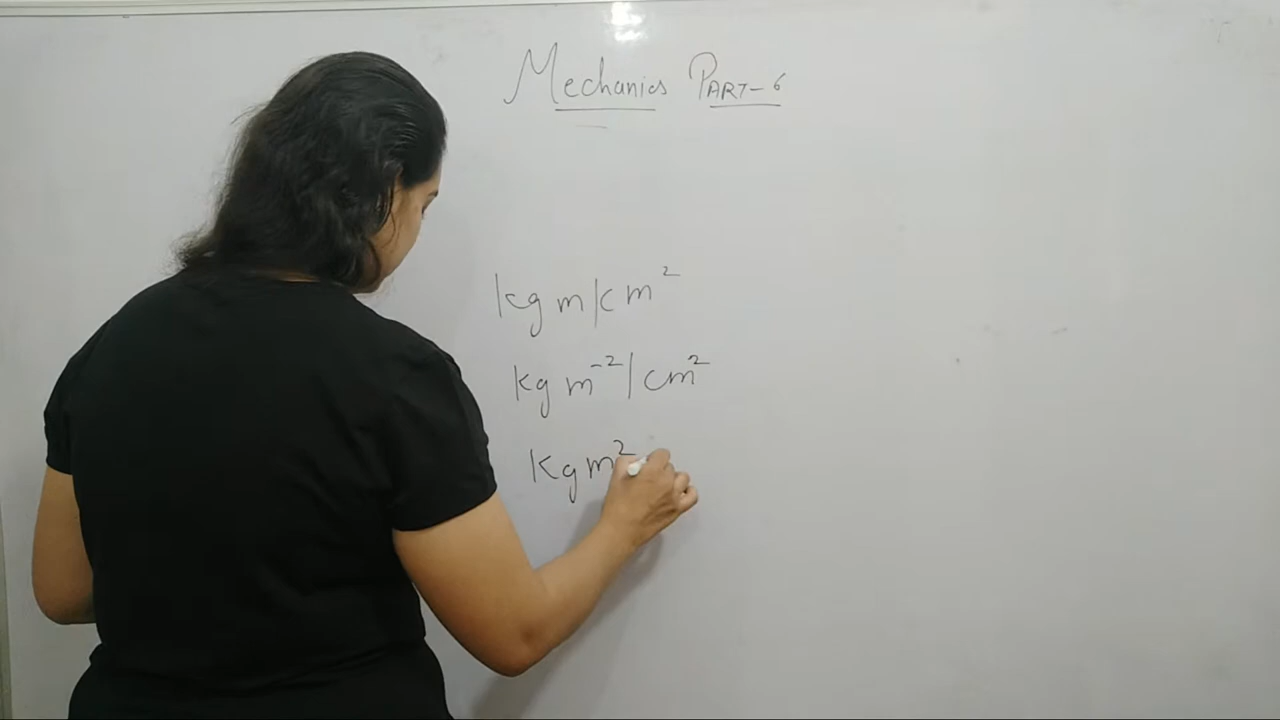 Mechanics PART-6
kg m/cm²
kg m⁻²/cm²
kg m²